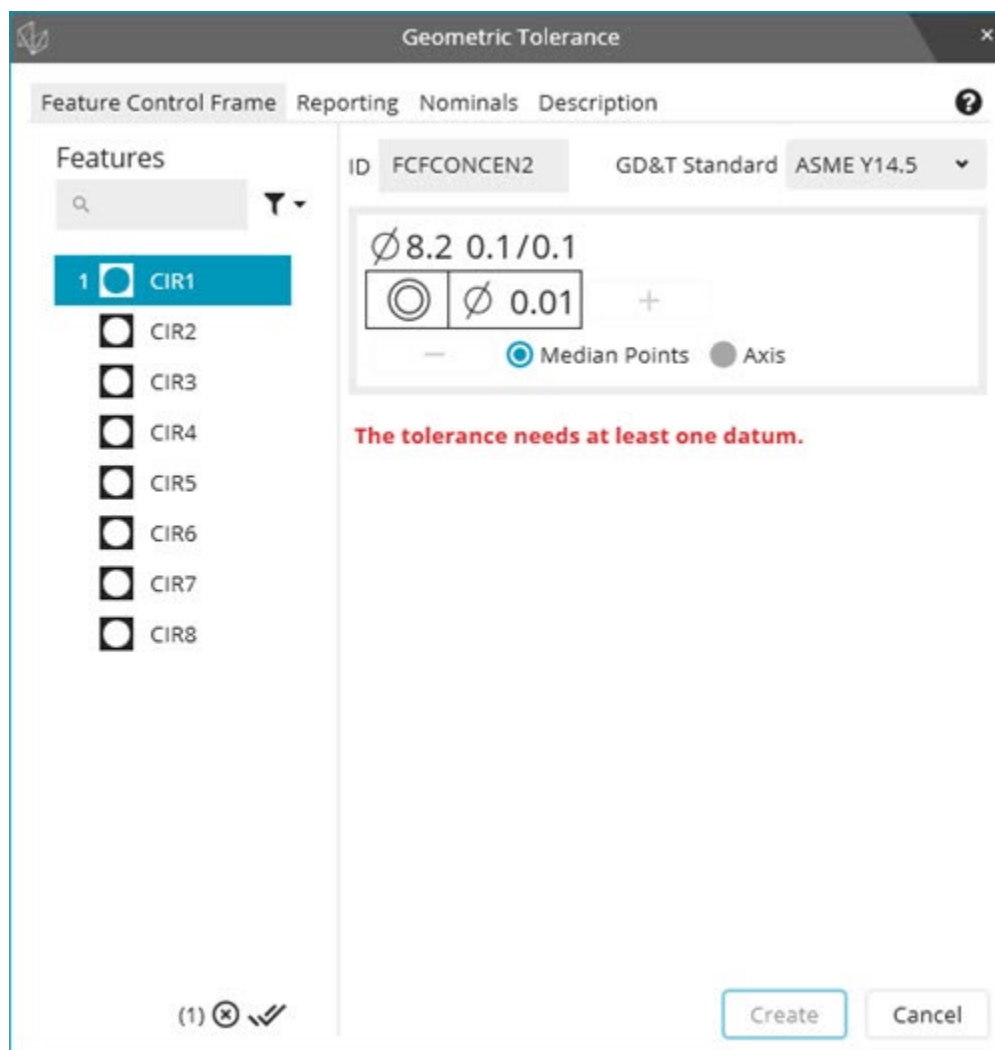 Geometric Tolerance
Feature Control Frame Reporting Nominals Description
Features
ID FCFCONCEN2 GD&T Standard ASME Y14.5
⌀8.2 0.1/0.1
◎ ⌀ 0.01 +
− Median Points Axis
The tolerance needs at least one datum.
1 CIR1
CIR2
CIR3
CIR4
CIR5
CIR6
CIR7
CIR8
(1)
Create Cancel